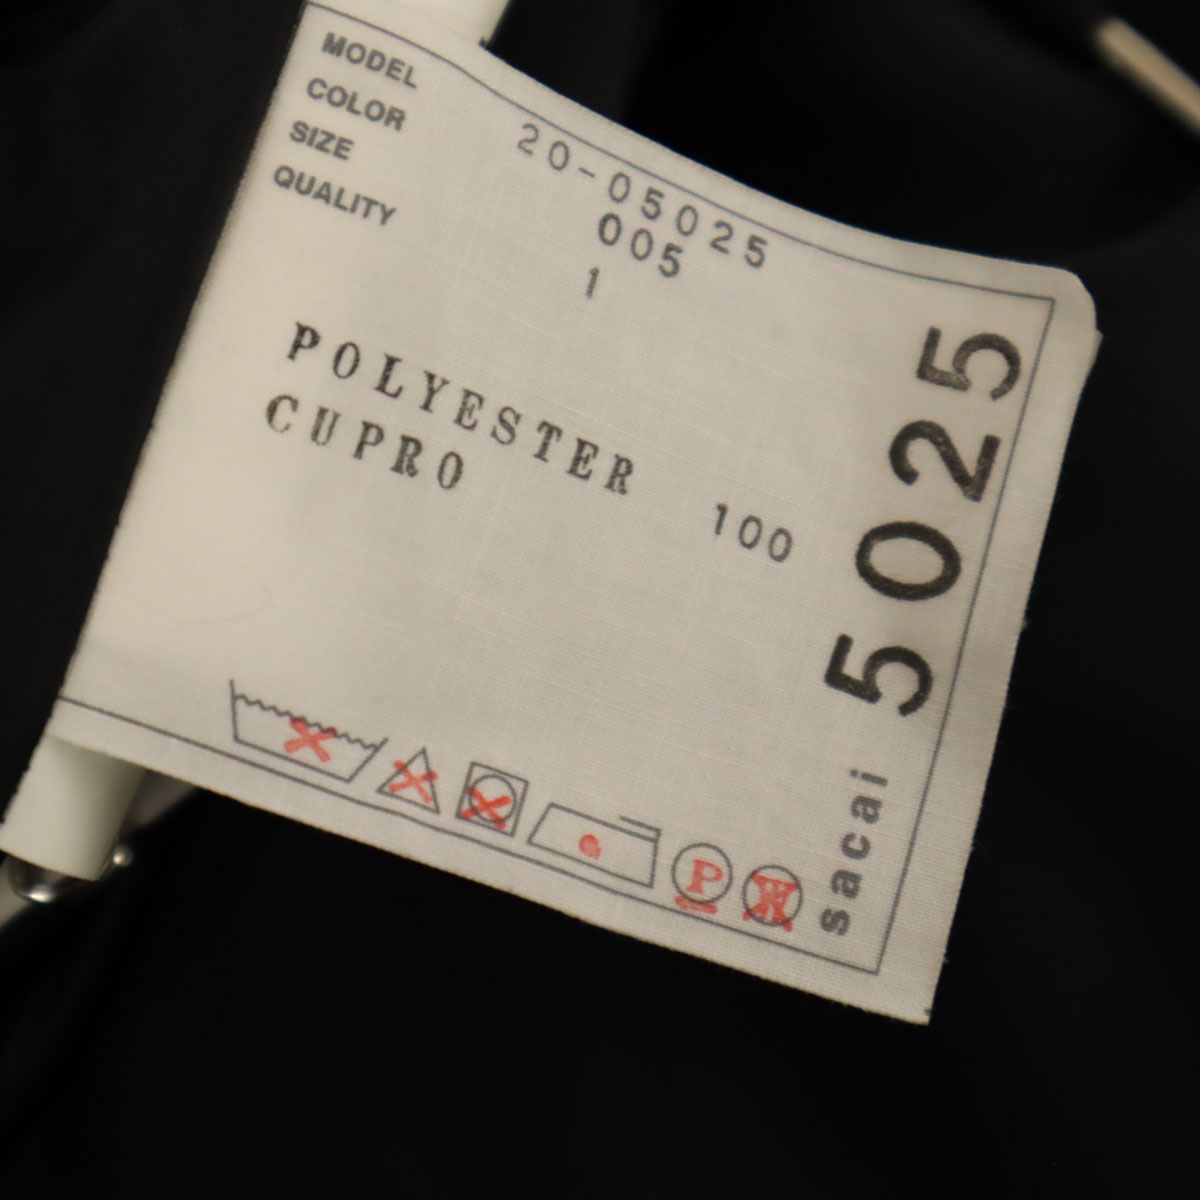 MODEL 20-05025
COLOR 005
SIZE 1
QUALITY
POLYESTER 100
CUPRO
P
W
sacai 5025